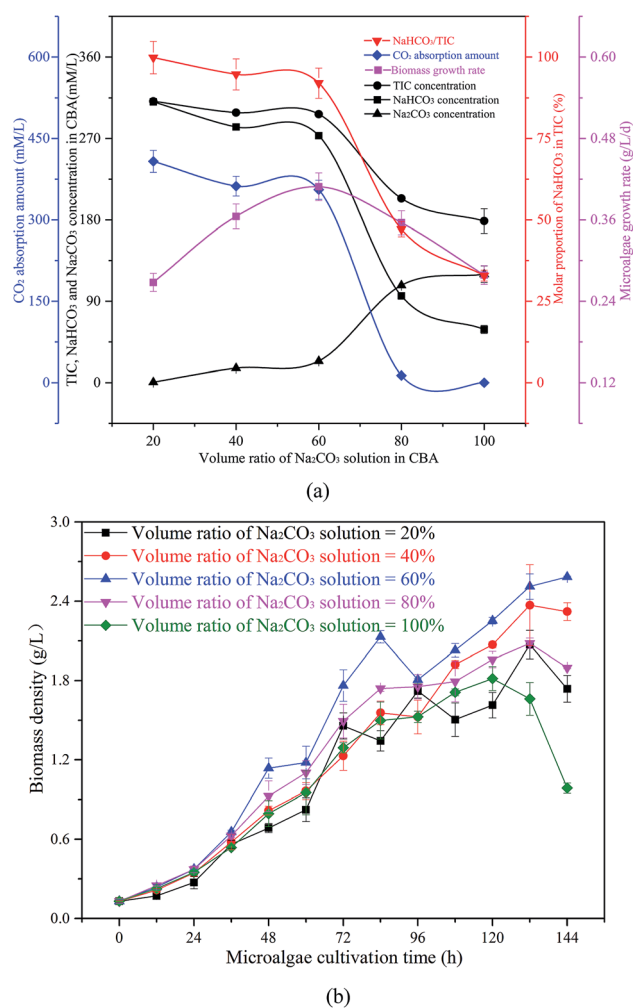 600
450
300
150
0
CO₂ absorption amount (mM/L)
360
270
180
90
0
TIC, NaHCO₃ and Na₂CO₃ concentration in CBA(mM/L)
NaHCO₃/TIC
CO₂ absorption amount
Biomass growth rate
TIC concentration
NaHCO₃ concentration
Na₂CO₃ concentration
100
75
50
25
0
Molar proportion of NaHCO₃ in TIC (%)
0.60
0.48
0.36
0.28
0.12
Microalgae growth rate (g/L/d)
20 40 60 80 100
Volume ratio of Na₂CO₃ solution in CBA
(a)
3.0
2.4
1.8
1.2
0.6
0.0
Biomass density (g/L)
Volume ratio of Na₂CO₃ solution = 20%
Volume ratio of Na₂CO₃ solution = 40%
Volume ratio of Na₂CO₃ solution = 60%
Volume ratio of Na₂CO₃ solution = 80%
Volume ratio of Na₂CO₃ solution = 100%
0 24 48 72 96 120 144
Microalgae cultivation time (h)
(b)